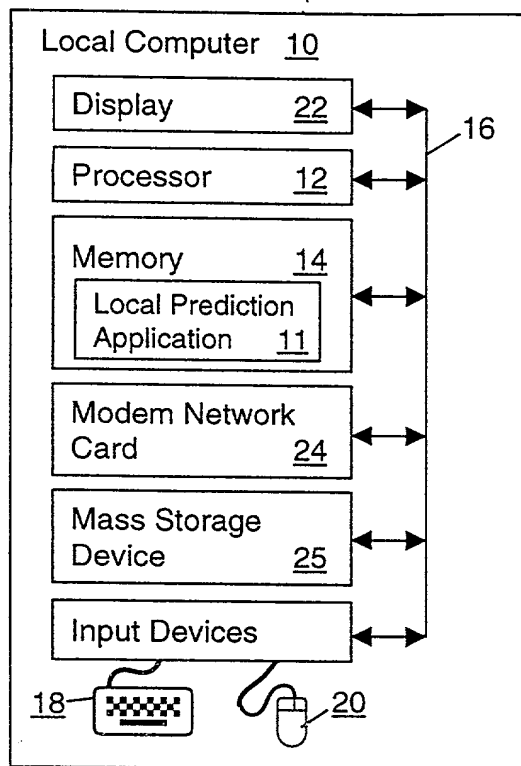 Local Computer 10
Display 22
16
Processor 12
Memory 14
Local Prediction
Application 11
Modem Network
Card 24
Mass Storage
Device 25
Input Devices
18
20